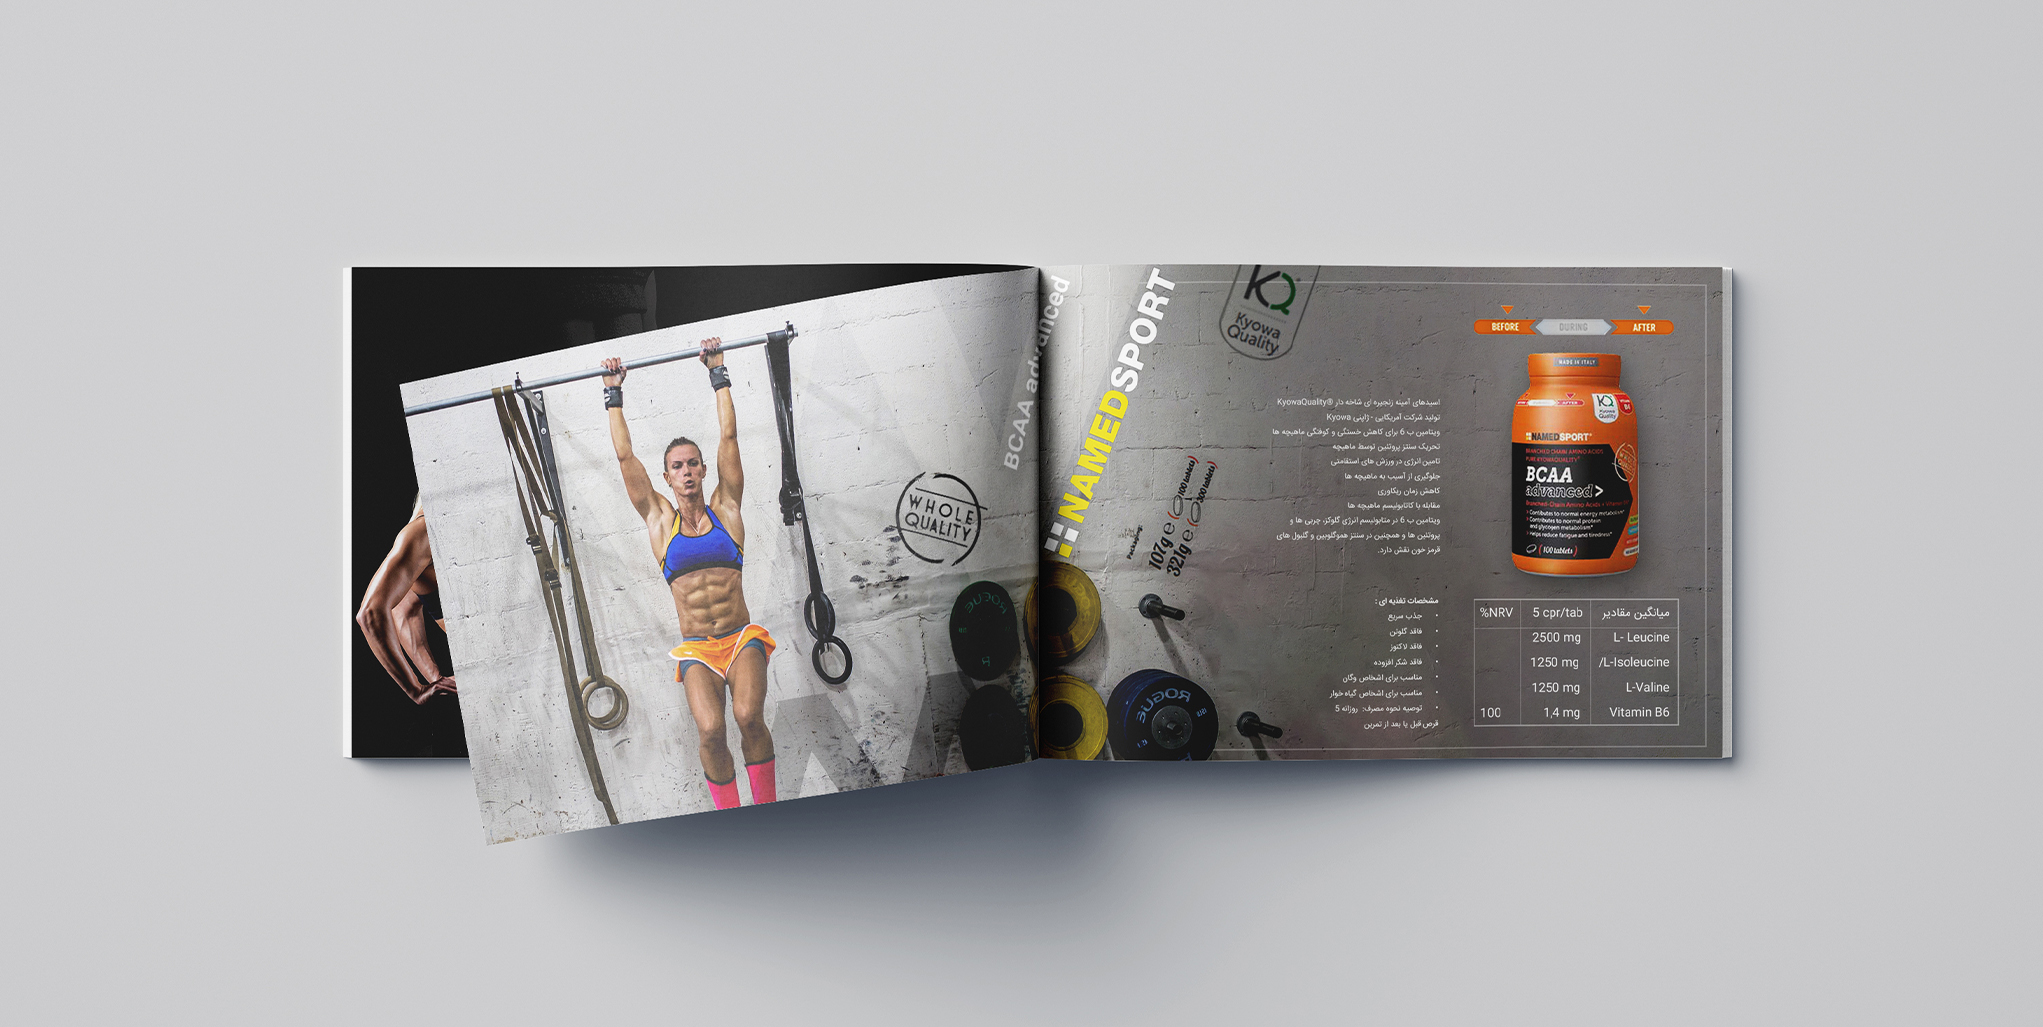 WHOLE
QUALITY
BCAA advanced
NAMEDSPORT
KQ
Kyowa
Quality
Packaging
107g e (100 tablets)
321g e (300 tablets)
ROGUE
ROGUE
اسیدهای آمینه زنجیره ای شاخه دار KyowaQuality®
تولید شرکت آمریکایی - ژاپنی Kyowa
ویتامین ب 6 برای کاهش خستگی و کوفتگی ماهیچه ها
تحریک سنتز پروتئین توسط ماهیچه
تامین انرژی در ورزش های استقامتی
جلوگیری از آسیب به ماهیچه ها
کاهش زمان ریکاوری
مقابله با کاتابولیسم ماهیچه ها
ویتامین ب 6 در متابولیسم انرژی گلوکز، چربی ها و
پروتئین ها و همچنین در سنتز هموگلوبین و گلبول های
قرمز خون نقش دارد.
مشخصات تغذیه ای :
• جذب سریع
• فاقد گلوتن
• فاقد لاکتوز
• فاقد شکر افزوده
• مناسب برای اشخاص وگان
• مناسب برای اشخاص گیاه خوار
• توصیه نحوه مصرف: روزانه 5
قرص قبل یا بعد از تمرین
BEFORE DURING AFTER
MADE IN ITALY
AFTER
KQ
Kyowa
Quality
NAMEDSPORT
BRANCHED CHAIN AMINO ACIDS
PURE KYOWAQUALITY®
BCAA
advanced >
Branched-Chain Amino Acids + Vitamin B6
Contributes to normal energy metabolism*
Contributes to normal protein
and glycogen metabolism*
Helps reduce fatigue and tiredness*
(100 tablets)
%NRV 5 cpr/tab میانگین مقادیر
2500 mg L- Leucine
1250 mg /L-Isoleucine
1250 mg L-Valine
100 1,4 mg Vitamin B6